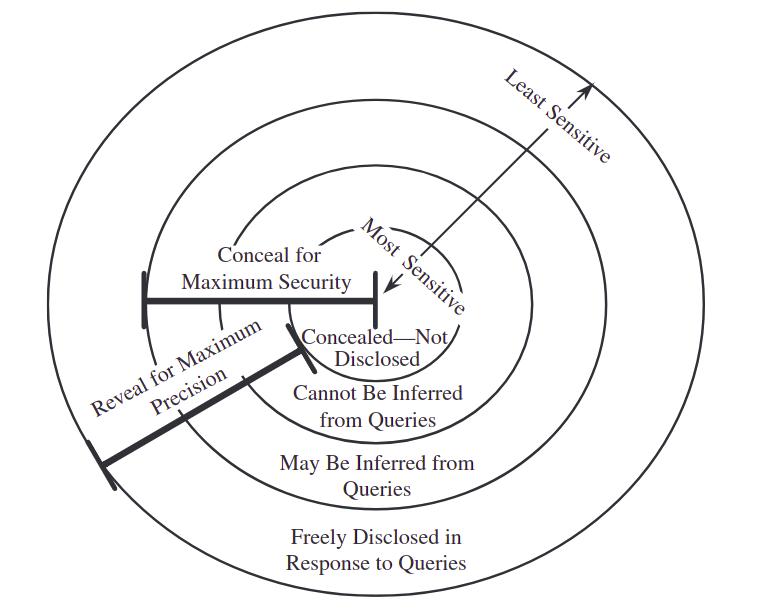 Least Sensitive
Most Sensitive
Conceal for
Maximum Security
Reveal for Maximum
Precision
Concealed—Not
Disclosed
Cannot Be Inferred
from Queries
May Be Inferred from
Queries
Freely Disclosed in
Response to Queries